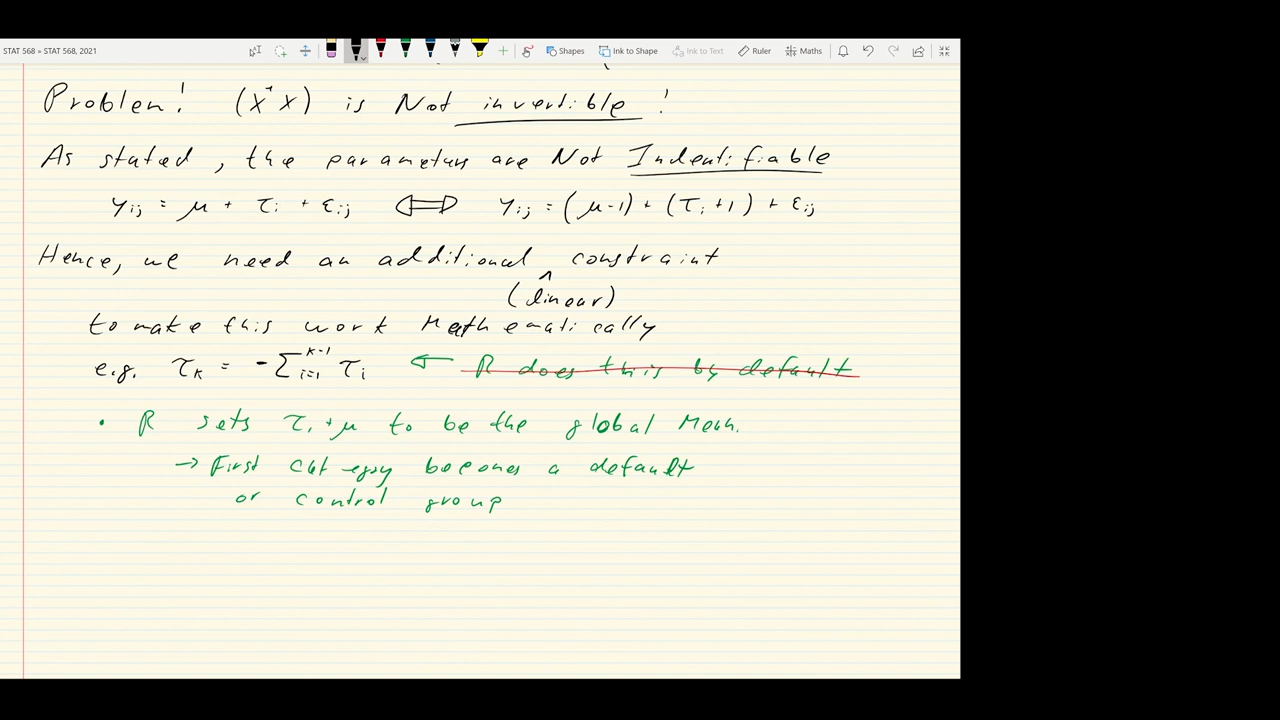 STAT 568 » STAT 568, 2021
Shapes Ink to Shape Ink to Text Ruler Maths
Problem! (XᵀX) is Not invertible!
As stated, the parameters are Not Indentifiable
yᵢⱼ = μ + τᵢ + εᵢⱼ ⟺ yᵢⱼ = (μ-1) + (τᵢ+1) + εᵢⱼ
Hence, we need an additional constraint
^
(linear)
to make this work Mathematically
e.g. τₖ = -∑ᵢ₌₁ᵏ⁻¹ τᵢ ← R does this by default
• R sets τ₁+μ to be the global Mean.
→ First category becomes a default
or control group